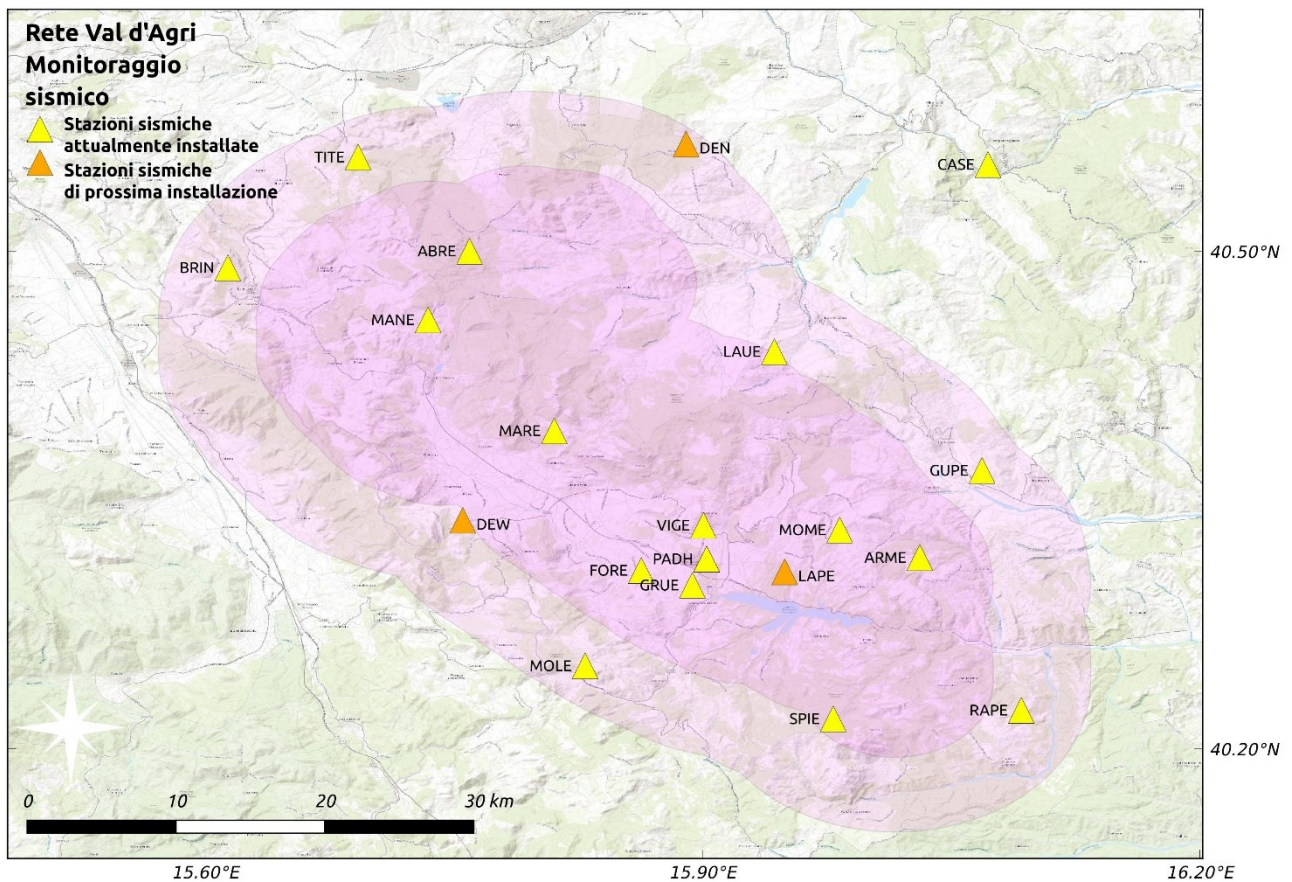 Rete Val d'Agri
Monitoraggio
sismico
Stazioni sismiche
attualmente installate
Stazioni sismiche
di prossima installazione
TITE
DEN
CASE
BRIN
ABRE
40.50°N
MANE
LAUE
MARE
GUPE
DEW
VIGE
MOME
PADH
ARME
FORE
LAPE
GRUE
MOLE
SPIE
RAPE
40.20°N
0 10 20 30 km
15.60°E 15.90°E 16.20°E